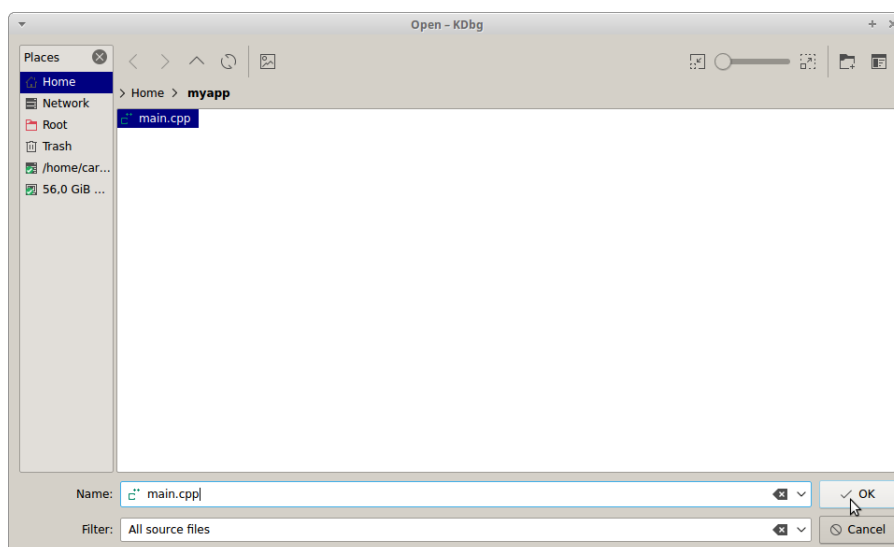 Open – KDbg
Places
Home
Network
Root
Trash
/home/car...
56,0 GiB ...
> Home > myapp
main.cpp
Name: main.cpp
OK
Filter: All source files
Cancel